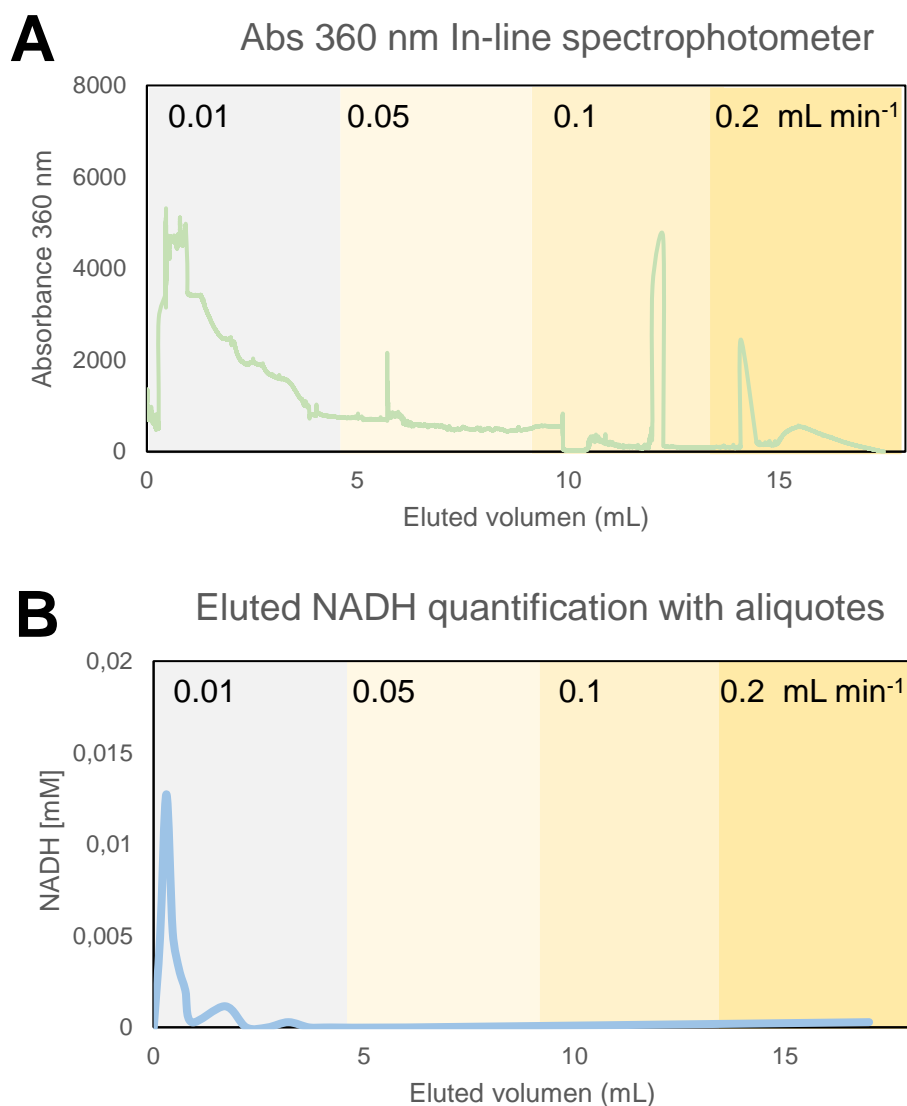 A
Abs 360 nm In-line spectrophotometer
8000
6000
4000
2000
0
Absorbance 360 nm
0.01
0.05
0.1
0.2 mL min⁻¹
0
5
10
15
Eluted volumen (mL)
B
Eluted NADH quantification with aliquotes
0,02
0,015
0,01
0,005
0
NADH [mM]
0.01
0.05
0.1
0.2 mL min⁻¹
0
5
10
15
Eluted volumen (mL)